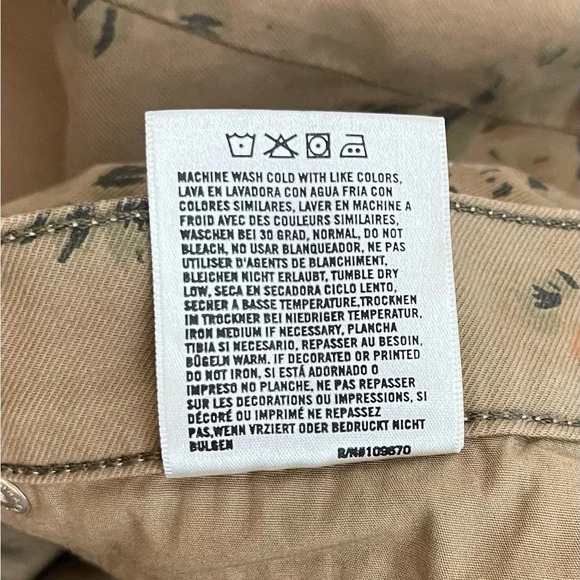 MACHINE WASH COLD WITH LIKE COLORS,
LAVA EN LAVADORA CON AGUA FRIA CON
COLORES SIMILARES, LAVER EN MACHINE A
FROID AVEC DES COULEURS SIMILAIRES,
WASCHEN BEI 30 GRAD, NORMAL, DO NOT
BLEACH, NO USAR BLANQUEADOR, NE PAS
UTILISER D'AGENTS DE BLANCHIMENT,
BLEICHEN NICHT ERLAUBT, TUMBLE DRY
LOW, SECA EN SECADORA CICLO LENTO,
SECHER A BASSE TEMPERATURE,TROCKNEN
IM TROCKNER BEI NIEDRIGER TEMPERATUR,
IRON MEDIUM IF NECESSARY, PLANCHA
TIBIA SI NECESARIO, REPASSER AU BESOIN,
BÜGELN WARM. IF DECORATED OR PRINTED
DO NOT IRON, SI ESTÁ ADORNADO O
IMPRESO NO PLANCHE, NE PAS REPASSER
SUR LES DECORATIONS OU IMPRESSIONS, SI
DÉCORÉ OU IMPRIMÉ NE REPASSEZ
PAS,WENN VRZIERT ODER BEDRUCKT NICHT
BULGEN R/N#109670